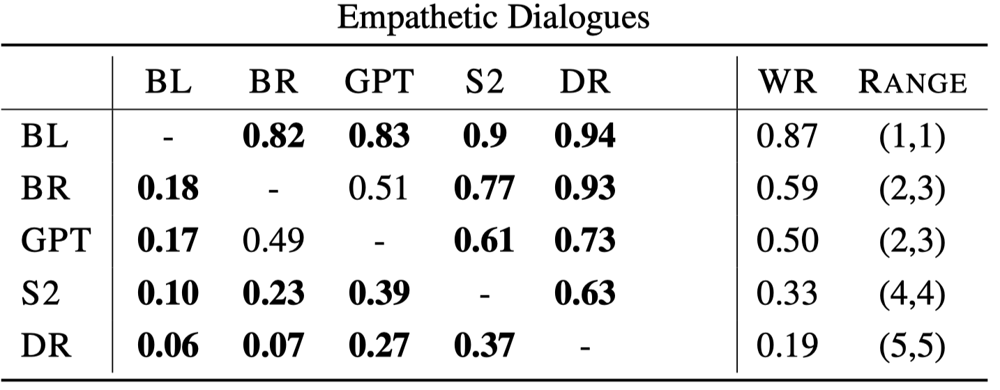 Empathetic Dialogues
BL BR GPT S2 DR WR RANGE
BL - 0.82 0.83 0.9 0.94 0.87 (1,1)
BR 0.18 - 0.51 0.77 0.93 0.59 (2,3)
GPT 0.17 0.49 - 0.61 0.73 0.50 (2,3)
S2 0.10 0.23 0.39 - 0.63 0.33 (4,4)
DR 0.06 0.07 0.27 0.37 - 0.19 (5,5)